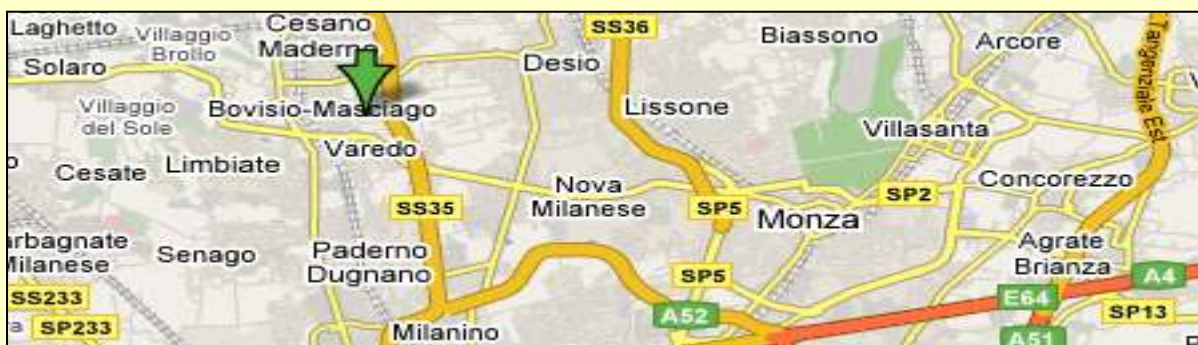 Laghetto
Villaggio
Brollo
Cesano
Maderno
SS36
Biassono
Arcore
Tangenziale Est
Solaro
Desio
Villaggio
del Sole
Bovisio-Masciago
Lissone
Villasanta
Varedo
Cesate
Limbiate
Nova
Milanese
SS35
SP5
Monza
SP2
Concorezzo
arbagnate
Milanese
Senago
Paderno
Dugnano
SP5
Agrate
Brianza
A4
SS233
SP233
Milanino
A52
E64
SP13
A51